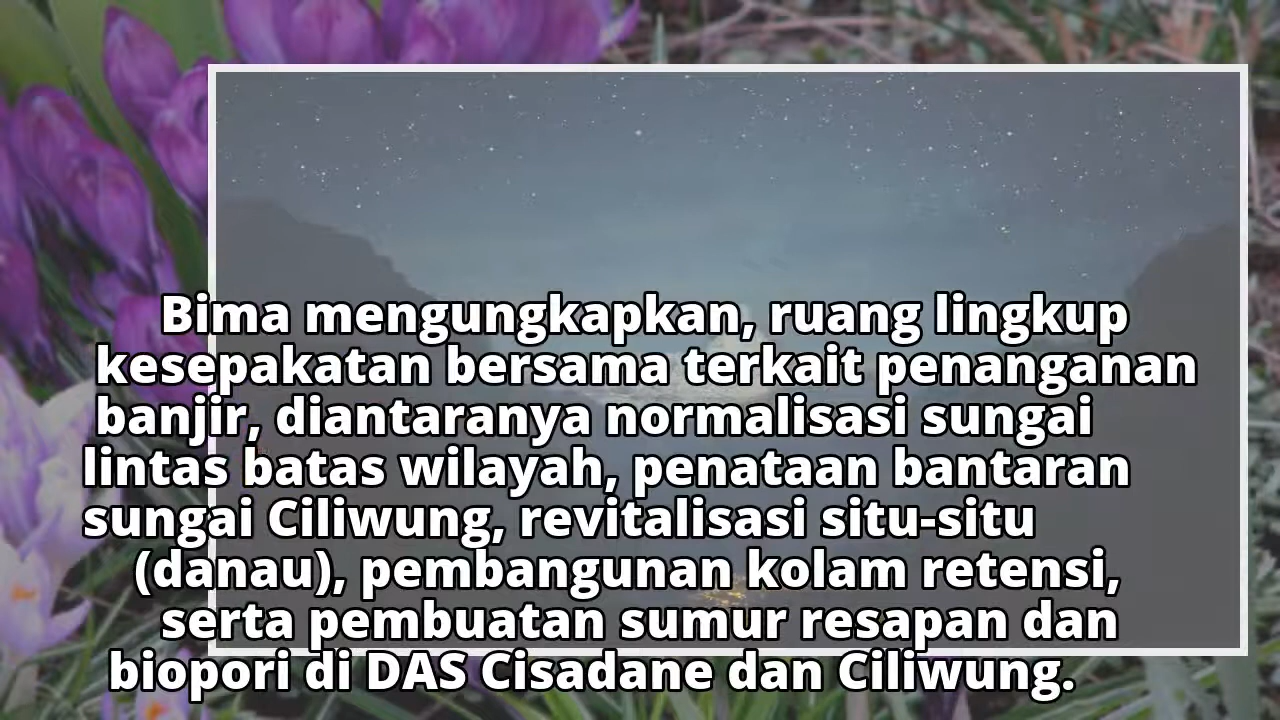 Bima mengungkapkan, ruang lingkup
kesepakatan bersama terkait penanganan
banjir, diantaranya normalisasi sungai
lintas batas wilayah, penataan bantaran
sungai Ciliwung, revitalisasi situ-situ
(danau), pembangunan kolam retensi,
serta pembuatan sumur resapan dan
biopori di DAS Cisadane dan Ciliwung.